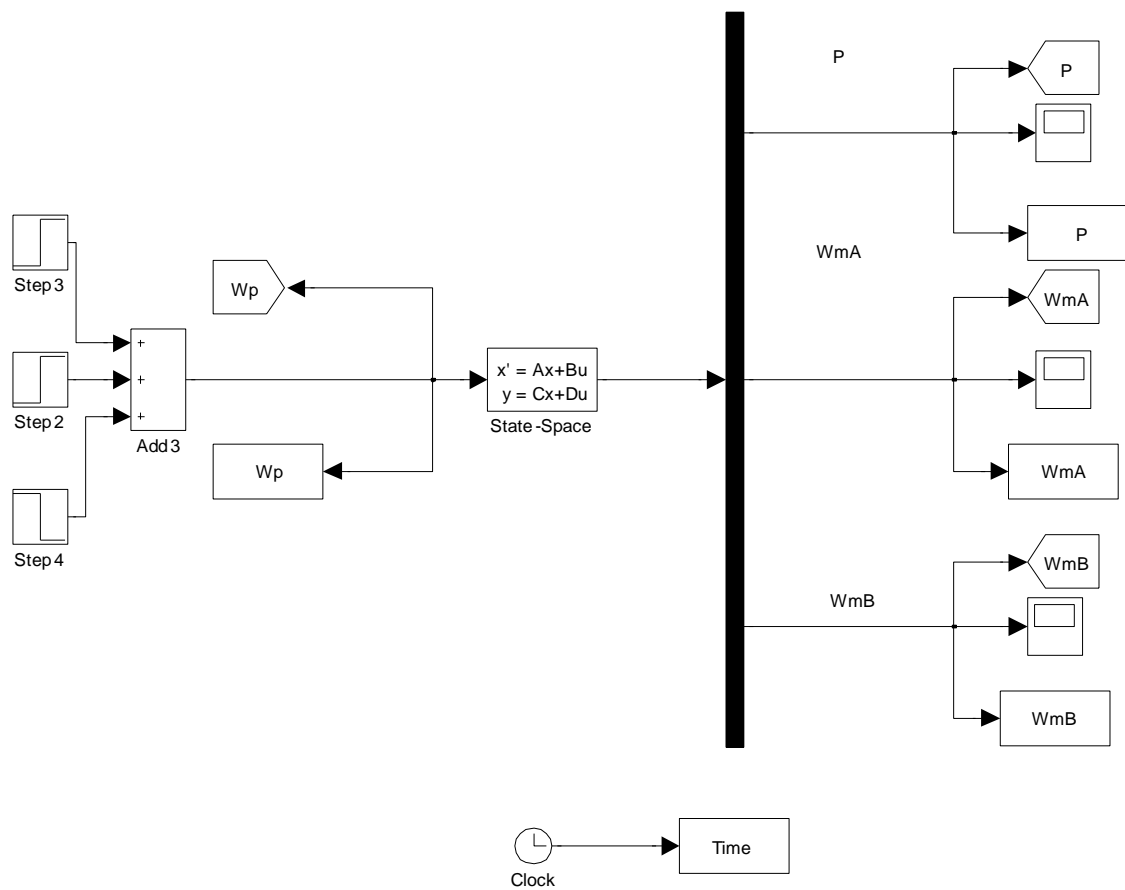 P
P
P
WmA
Step 3
Wp
WmA
+
x' = Ax+Bu
+
y = Cx+Du
Step 2
+
State-Space
Add 3
Wp
WmA
Step 4
WmB
WmB
WmB
Time
Clock